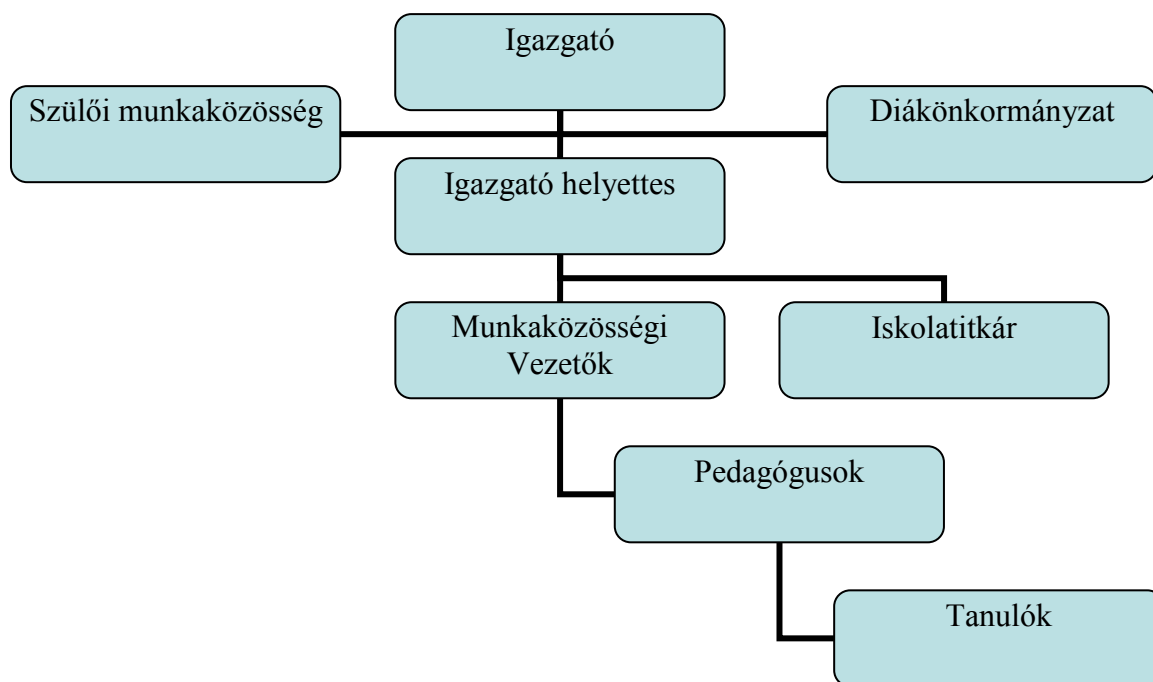 Igazgató
Szülői munkaközösség
Diákönkormányzat
Igazgató helyettes
Munkaközösségi
Vezetők
Iskolatitkár
Pedagógusok
Tanulók